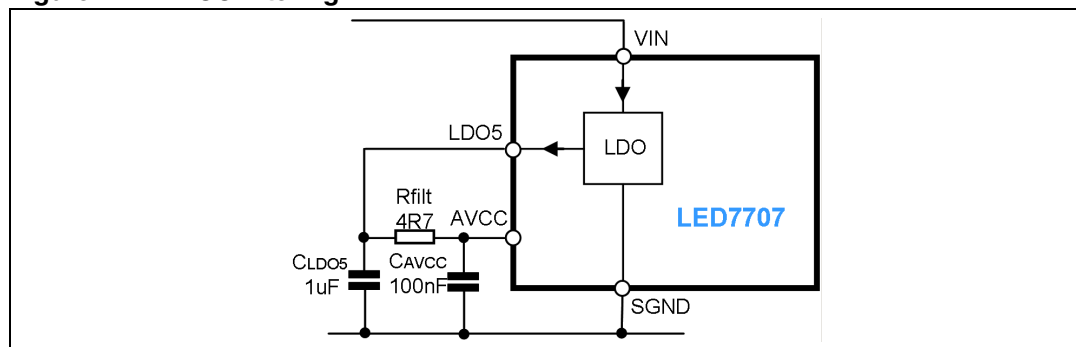 VIN
LDO5
LDO
Rfilt
4R7
AVCC
LED7707
CLDO5
1uF
CAVCC
100nF
SGND